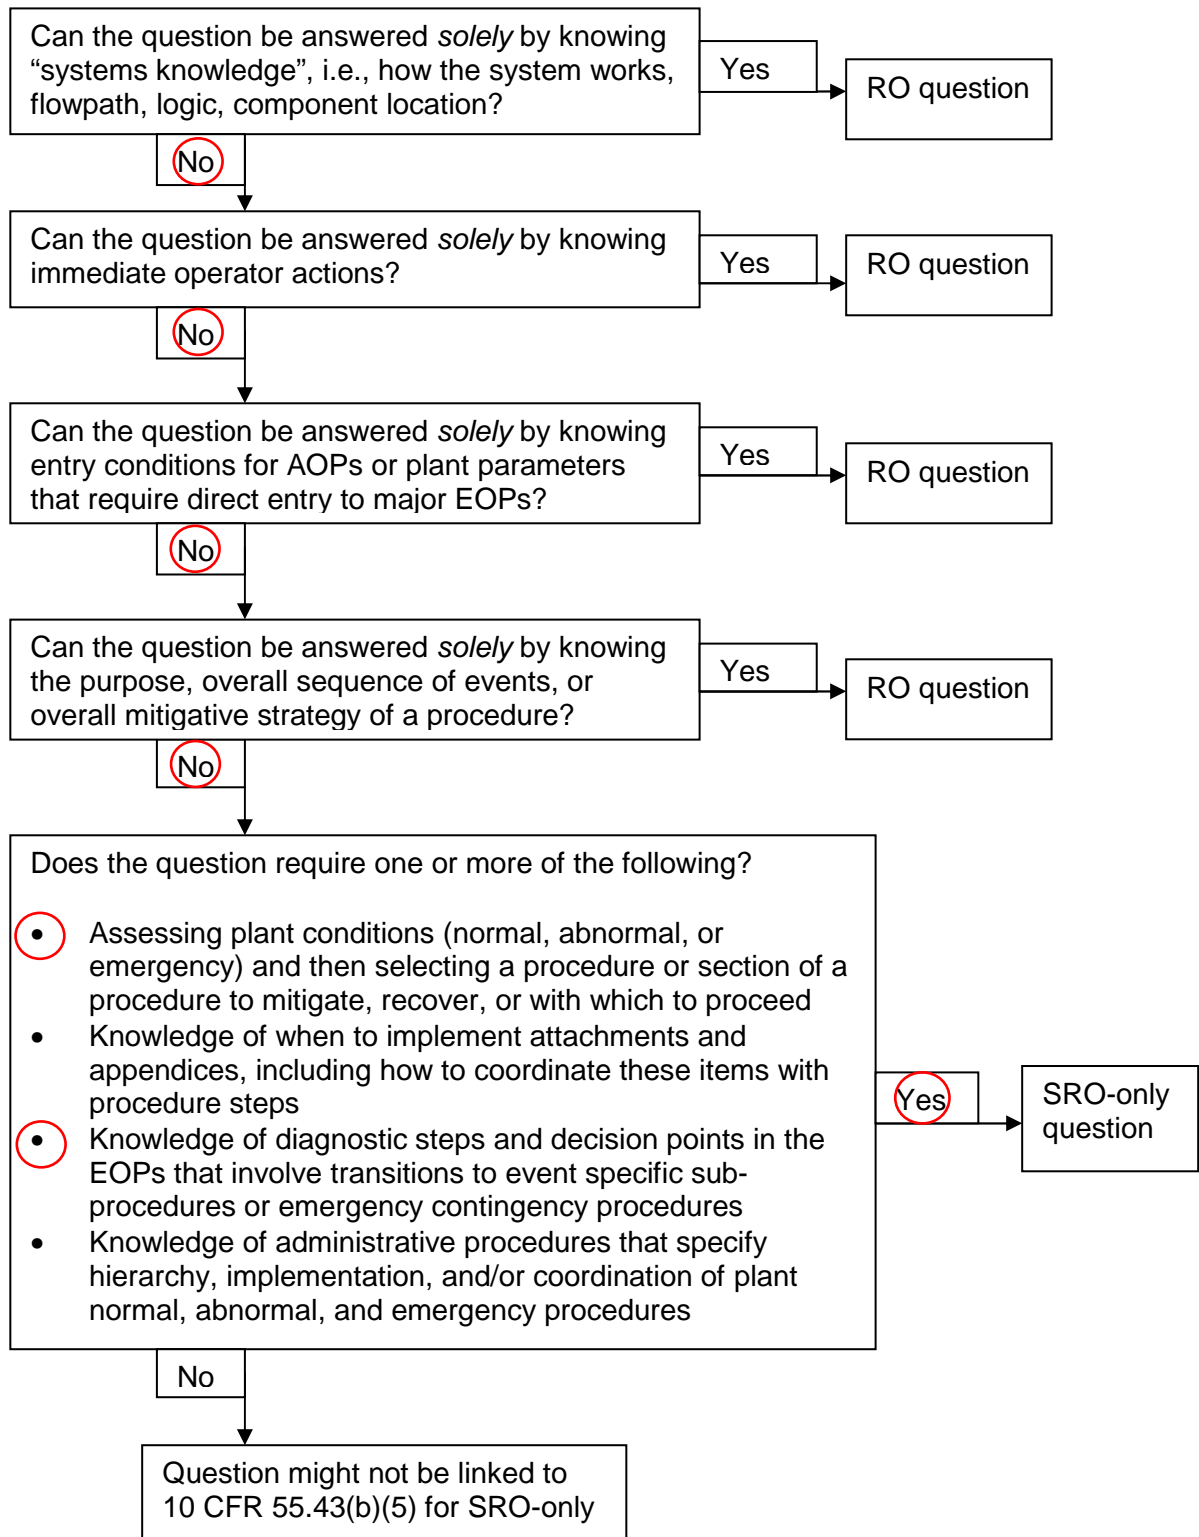 Can the question be answered solely by knowing
“systems knowledge”, i.e., how the system works,
flowpath, logic, component location?
Yes
RO question
No
Can the question be answered solely by knowing
immediate operator actions?
Yes
RO question
No
Can the question be answered solely by knowing
entry conditions for AOPs or plant parameters
that require direct entry to major EOPs?
Yes
RO question
No
Can the question be answered solely by knowing
the purpose, overall sequence of events, or
overall mitigative strategy of a procedure?
Yes
RO question
No
Does the question require one or more of the following?
• Assessing plant conditions (normal, abnormal, or
emergency) and then selecting a procedure or section of a
procedure to mitigate, recover, or with which to proceed
• Knowledge of when to implement attachments and
appendices, including how to coordinate these items with
procedure steps
• Knowledge of diagnostic steps and decision points in the
EOPs that involve transitions to event specific sub-
procedures or emergency contingency procedures
• Knowledge of administrative procedures that specify
hierarchy, implementation, and/or coordination of plant
normal, abnormal, and emergency procedures
Yes
SRO-only
question
No
Question might not be linked to
10 CFR 55.43(b)(5) for SRO-only